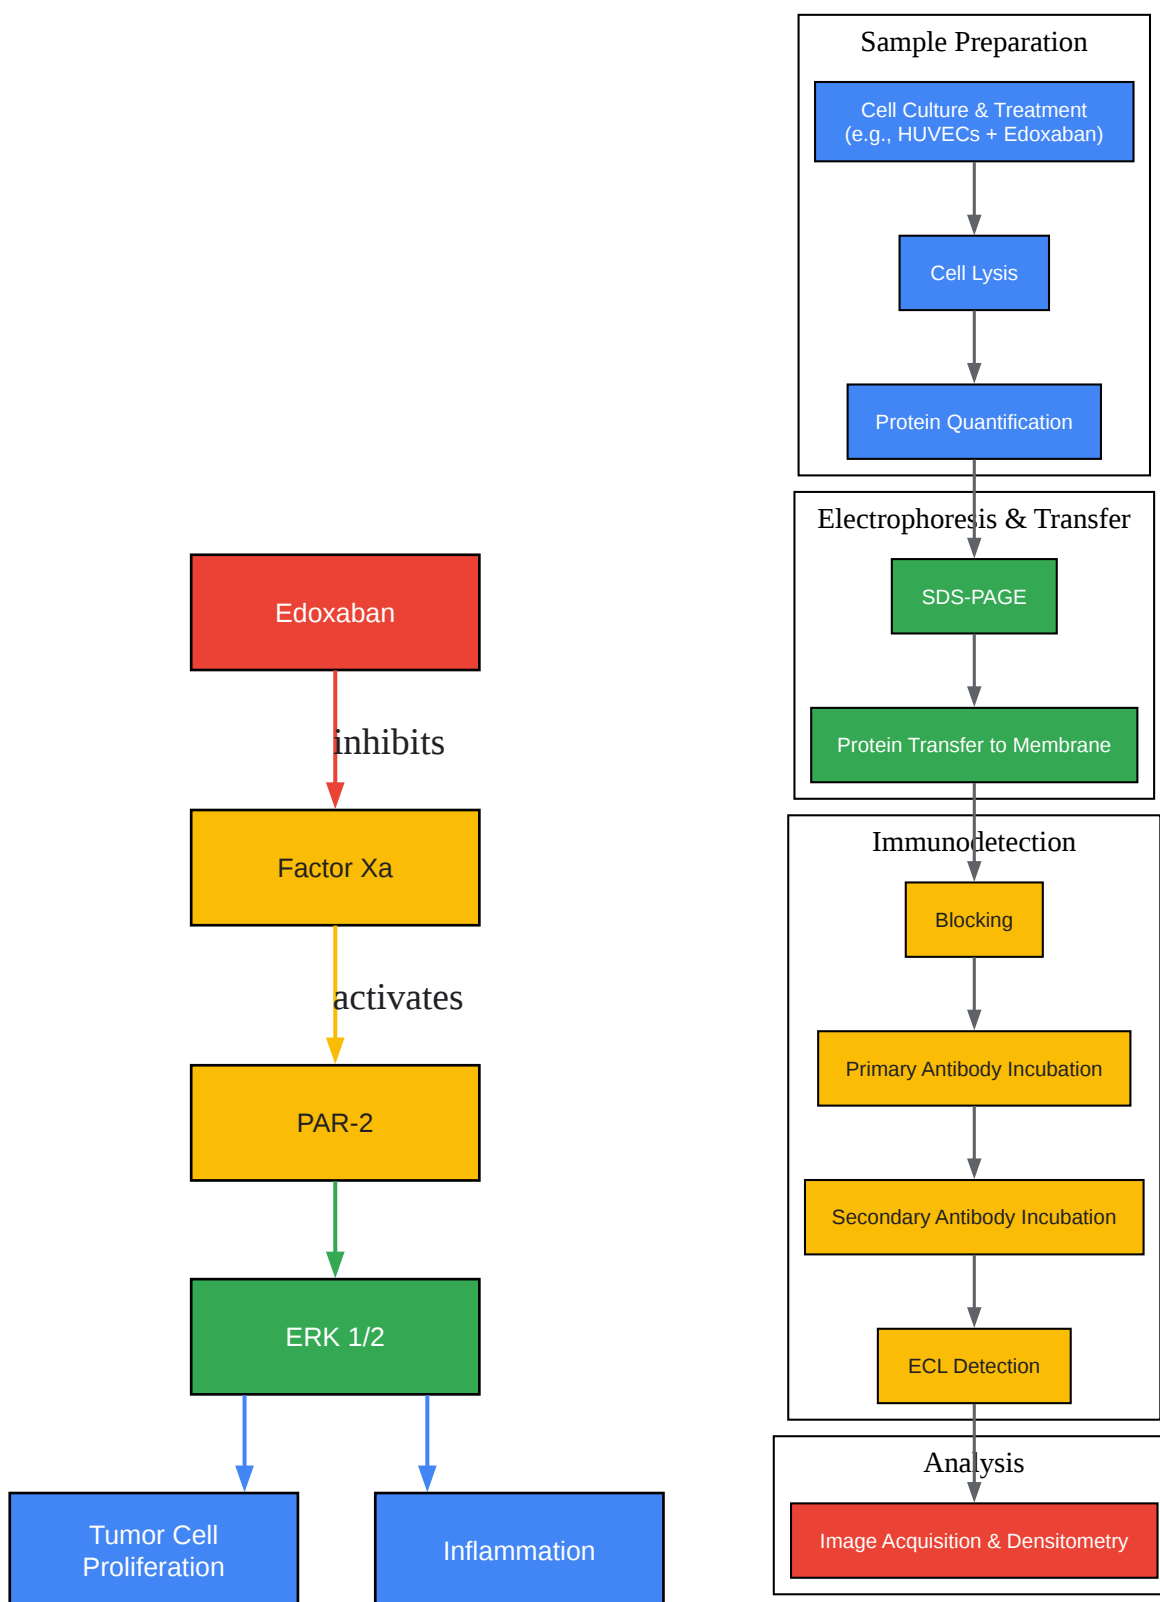 Edoxaban
inhibits
Factor Xa
activates
PAR-2
ERK 1/2
Tumor Cell
Proliferation
Inflammation
Sample Preparation
Cell Culture & Treatment
(e.g., HUVECs + Edoxaban)
Cell Lysis
Protein Quantification
Electrophoresis & Transfer
SDS-PAGE
Protein Transfer to Membrane
Immunodetection
Blocking
Primary Antibody Incubation
Secondary Antibody Incubation
ECL Detection
Analysis
Image Acquisition & Densitometry